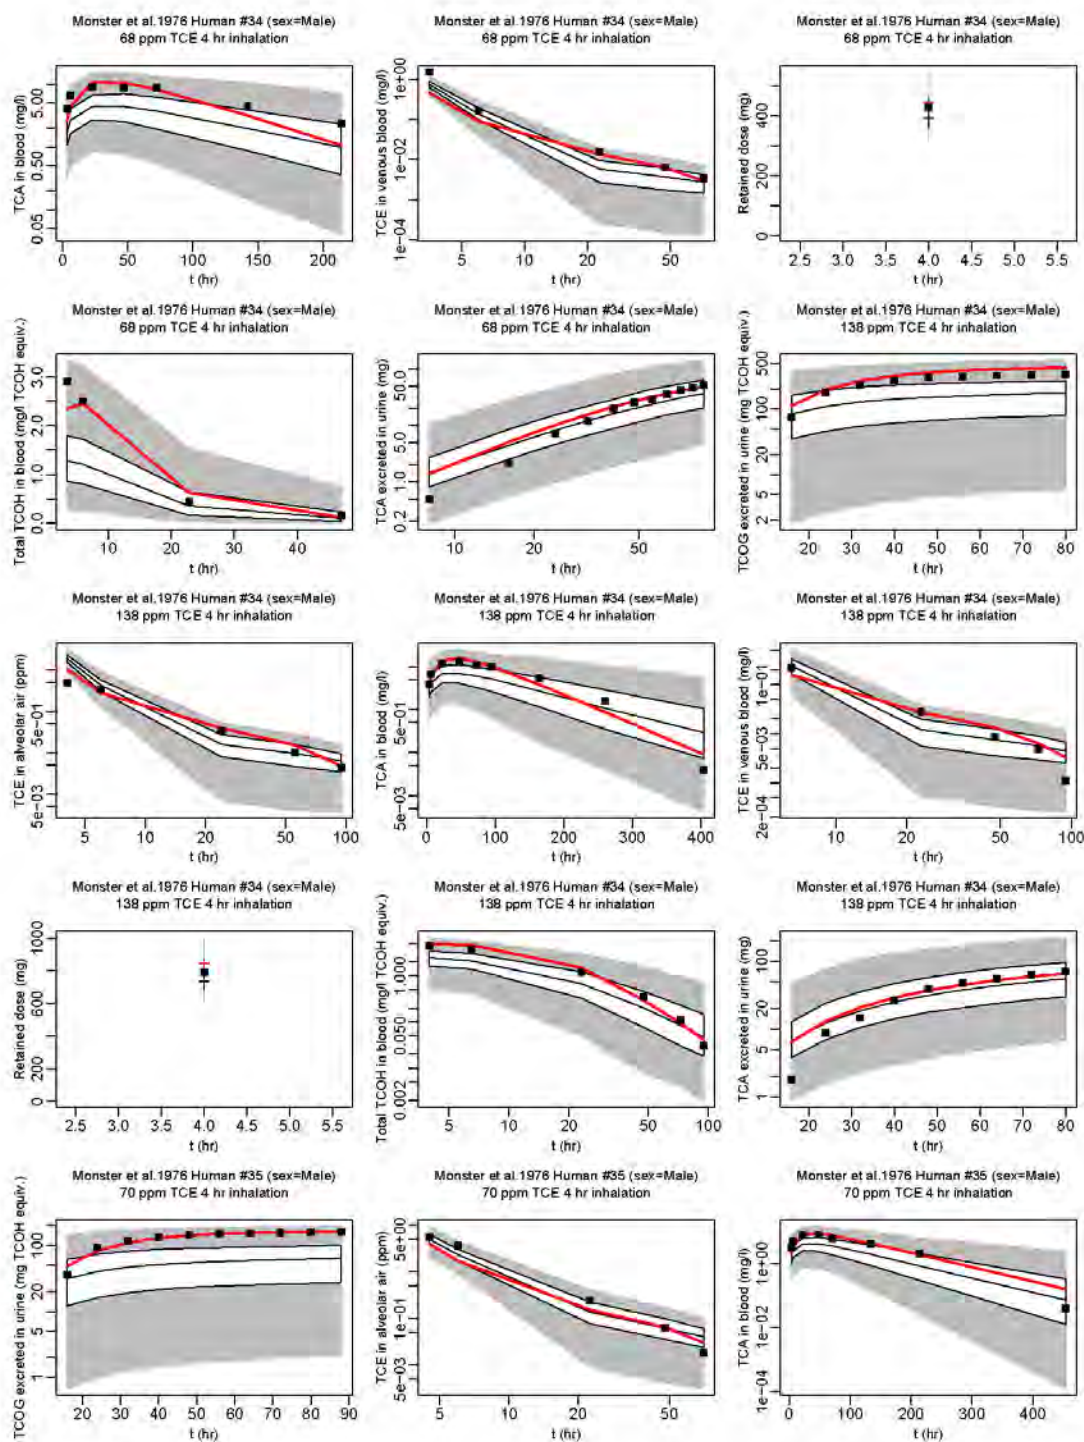 Monster et al.1976 Human #34 (sex=Male)
68 ppm TCE 4 hr inhalation
TCA in blood (mg/l)
5.00
0.50
0.05
0 50 100 150 200
t (hr)
Monster et al.1976 Human #34 (sex=Male)
68 ppm TCE 4 hr inhalation
TCE in venous blood (mg/l)
1e+00
1e-02
1e-04
5 10 20 50
t (hr)
Monster et al.1976 Human #34 (sex=Male)
68 ppm TCE 4 hr inhalation
Retained dose (mg)
400
200
0
2.5 3.0 3.5 4.0 4.5 5.0 5.5
t (hr)
Monster et al.1976 Human #34 (sex=Male)
68 ppm TCE 4 hr inhalation
Total TCOH in blood (mg/l TCOH equiv.)
3.0
2.0
1.0
0.0
10 20 30 40
t (hr)
Monster et al.1976 Human #34 (sex=Male)
68 ppm TCE 4 hr inhalation
TCA excreted in urine (mg)
50.0
5.0
1.0
0.2
10 20 50
t (hr)
Monster et al.1976 Human #34 (sex=Male)
138 ppm TCE 4 hr inhalation
TCOG excreted in urine (mg TCOH equiv.)
500
100
20
5
2
20 30 40 50 60 70 80
t (hr)
Monster et al.1976 Human #34 (sex=Male)
138 ppm TCE 4 hr inhalation
TCE in alveolar air (ppm)
5e-01
5e-03
5 10 20 50 100
t (hr)
Monster et al.1976 Human #34 (sex=Male)
138 ppm TCE 4 hr inhalation
TCA in blood (mg/l)
5e-01
5e-03
0 100 200 300 400
t (hr)
Monster et al.1976 Human #34 (sex=Male)
138 ppm TCE 4 hr inhalation
TCE in venous blood (mg/l)
1e-01
5e-03
2e-04
10 20 50 100
t (hr)
Monster et al.1976 Human #34 (sex=Male)
138 ppm TCE 4 hr inhalation
Retained dose (mg)
1000
600
200
0
2.5 3.0 3.5 4.0 4.5 5.0 5.5
t (hr)
Monster et al.1976 Human #34 (sex=Male)
138 ppm TCE 4 hr inhalation
Total TCOH in blood (mg/l TCOH equiv.)
1.000
0.050
0.002
5 10 20 50 100
t (hr)
Monster et al.1976 Human #34 (sex=Male)
138 ppm TCE 4 hr inhalation
TCA excreted in urine (mg)
100
20
5
1
20 30 40 50 60 70 80
t (hr)
Monster et al.1976 Human #35 (sex=Male)
70 ppm TCE 4 hr inhalation
TCOG excreted in urine (mg TCOH equiv.)
100
20
5
1
20 30 40 50 60 70 80 90
t (hr)
Monster et al.1976 Human #35 (sex=Male)
70 ppm TCE 4 hr inhalation
TCE in alveolar air (ppm)
5e+00
1e-01
5e-03
5 10 20 50
t (hr)
Monster et al.1976 Human #35 (sex=Male)
70 ppm TCE 4 hr inhalation
TCA in blood (mg/l)
1e+00
1e-02
1e-04
0 100 200 300 400
t (hr)